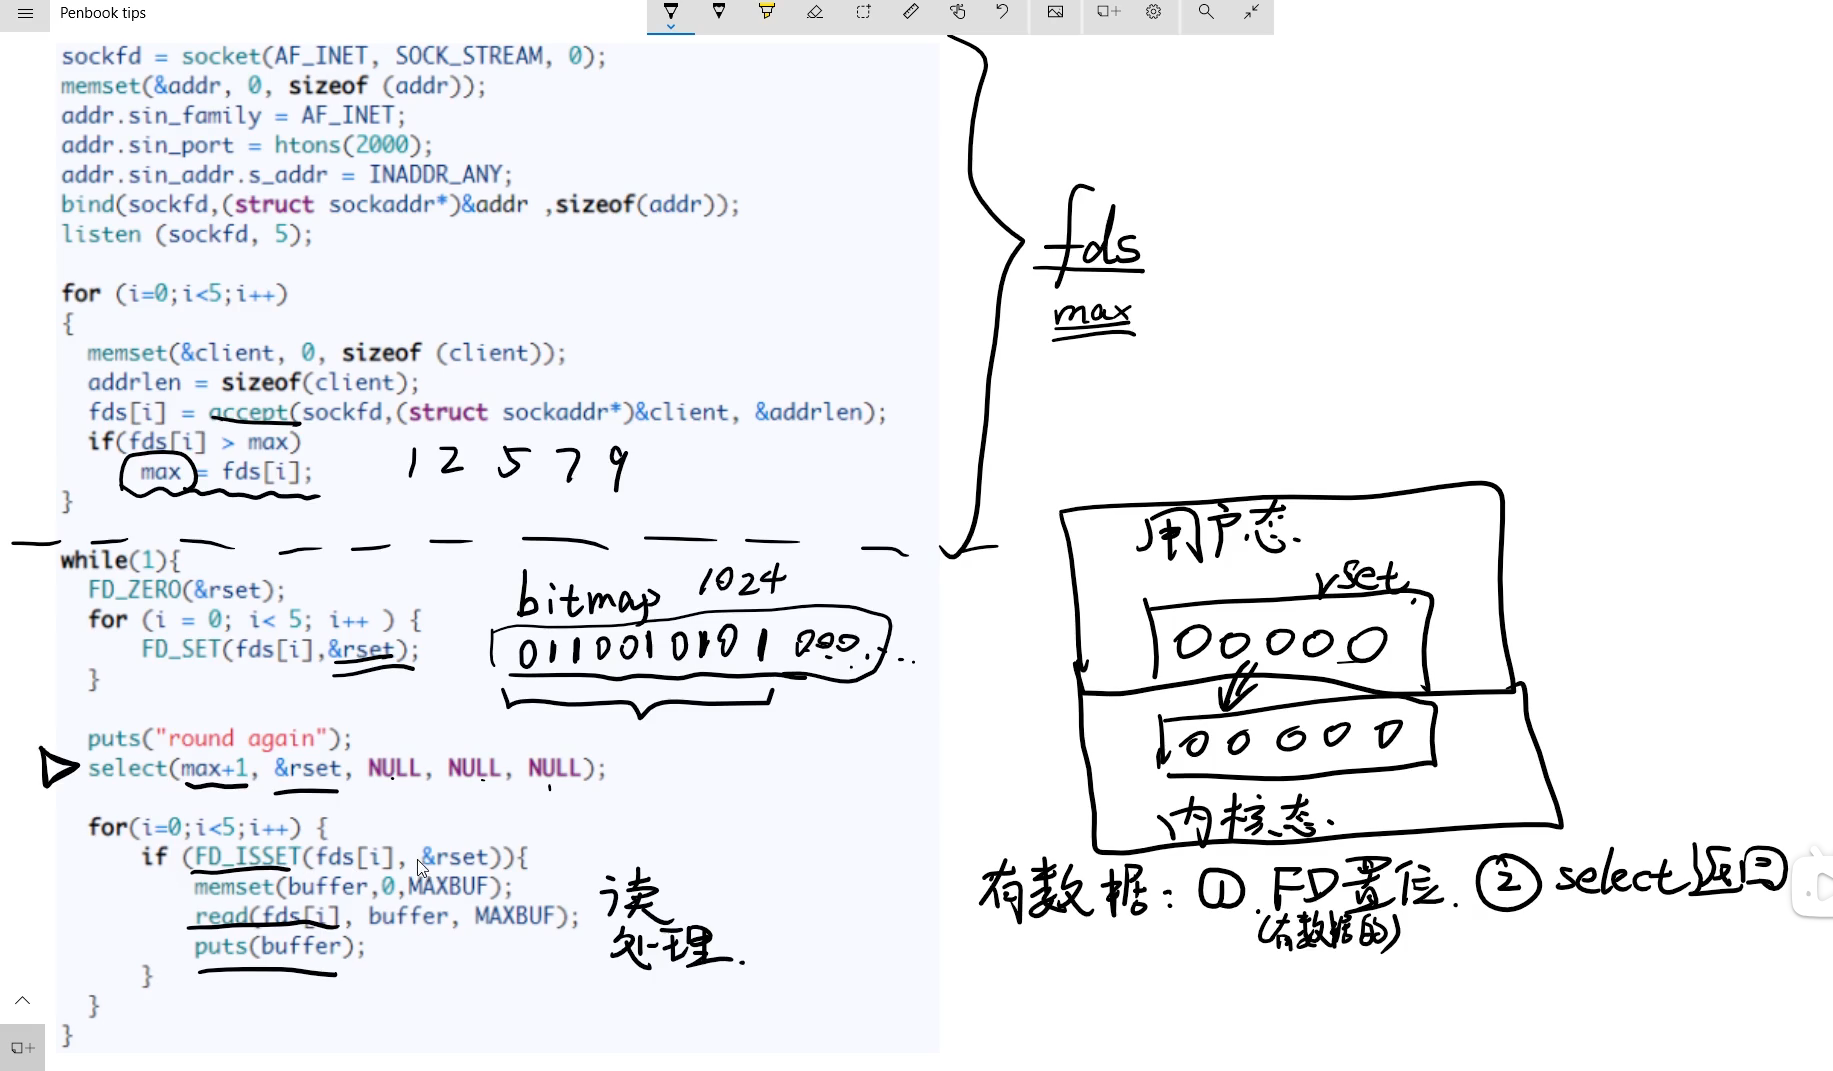 Penbook tips
sockfd = socket(AF_INET, SOCK_STREAM, 0);
memset(&addr, 0, sizeof (addr));
addr.sin_family = AF_INET;
addr.sin_port = htons(2000);
addr.sin_addr.s_addr = INADDR_ANY;
bind(sockfd,(struct sockaddr*)&addr ,sizeof(addr));
listen (sockfd, 5);
for (i=0;i<5;i++)
{
memset(&client, 0, sizeof (client));
addrlen = sizeof(client);
fds[i] = accept(sockfd,(struct sockaddr*)&client, &addrlen);
if(fds[i] > max)
max = fds[i];
}
1 2 5 7 9
while(1){
FD_ZERO(&rset);
for (i = 0; i< 5; i++ ) {
FD_SET(fds[i],&rset);
}
bitmap 1024
0110010101 000...
puts("round again");
select(max+1, &rset, NULL, NULL, NULL);
for(i=0;i<5;i++) {
if (FD_ISSET(fds[i], &rset)){
memset(buffer,0,MAXBUF);
read(fds[i], buffer, MAXBUF);
puts(buffer);
}
}
}
读
处理.
fds
max
用户态.
rset.
00000
00000
内核态.
有数据: ①. FD置位. ② select返回
(有数据的)